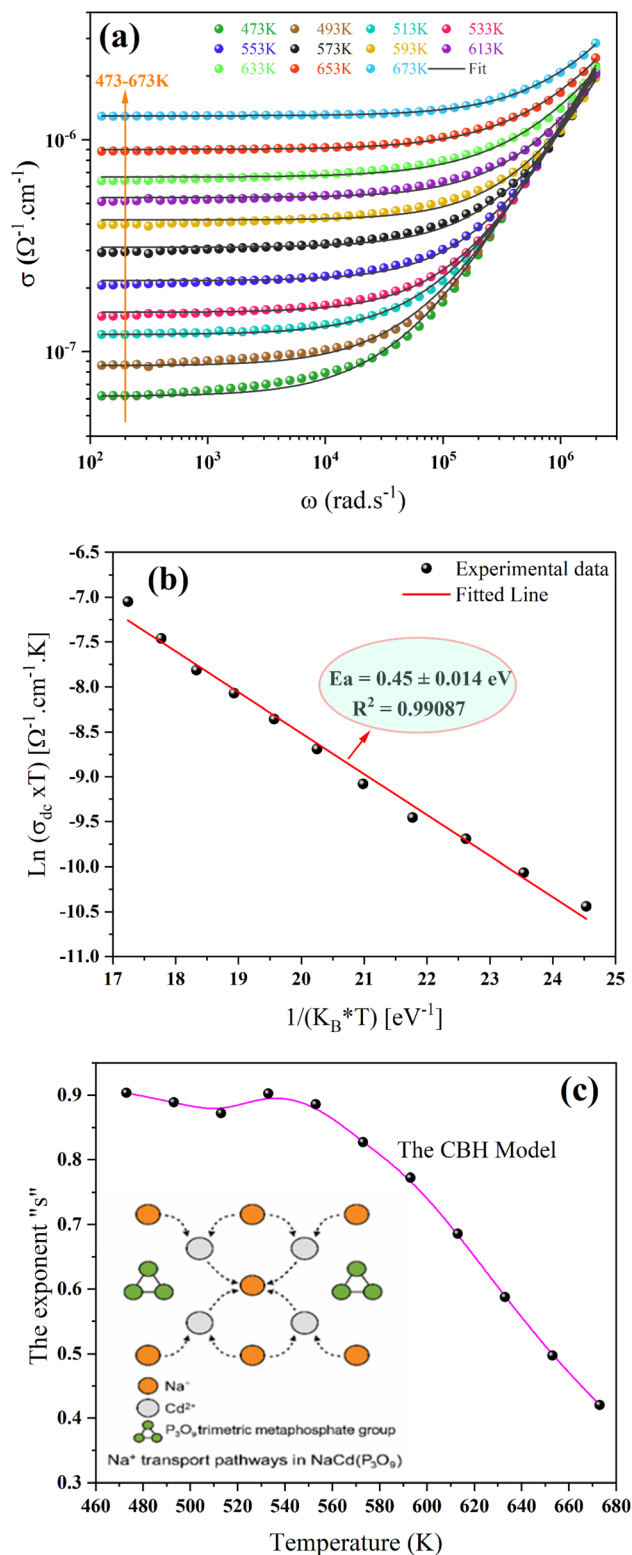 (a)
473K 493K 513K 533K
553K 573K 593K 613K
633K 653K 673K Fit
473-673K
10⁻⁶
10⁻⁷
σ (Ω⁻¹.cm⁻¹)
10² 10³ 10⁴ 10⁵ 10⁶
ω (rad.s⁻¹)
(b)
Experimental data
Fitted Line
Ea = 0.45 ± 0.014 eV
R² = 0.99087
-6.5
-7.0
-7.5
-8.0
-8.5
-9.0
-9.5
-10.0
-10.5
-11.0
Ln (σdc xT) [Ω⁻¹.cm⁻¹.K]
17 18 19 20 21 22 23 24 25
1/(KB*T) [eV⁻¹]
(c)
The CBH Model
0.9
0.8
0.7
0.6
0.5
0.4
0.3
The exponent "s"
Na⁺
Cd²⁺
P₃O₉ trimetric metaphosphate group
Na⁺ transport pathways in NaCd(P₃O₉)
460 480 500 520 540 560 580 600 620 640 660 680
Temperature (K)